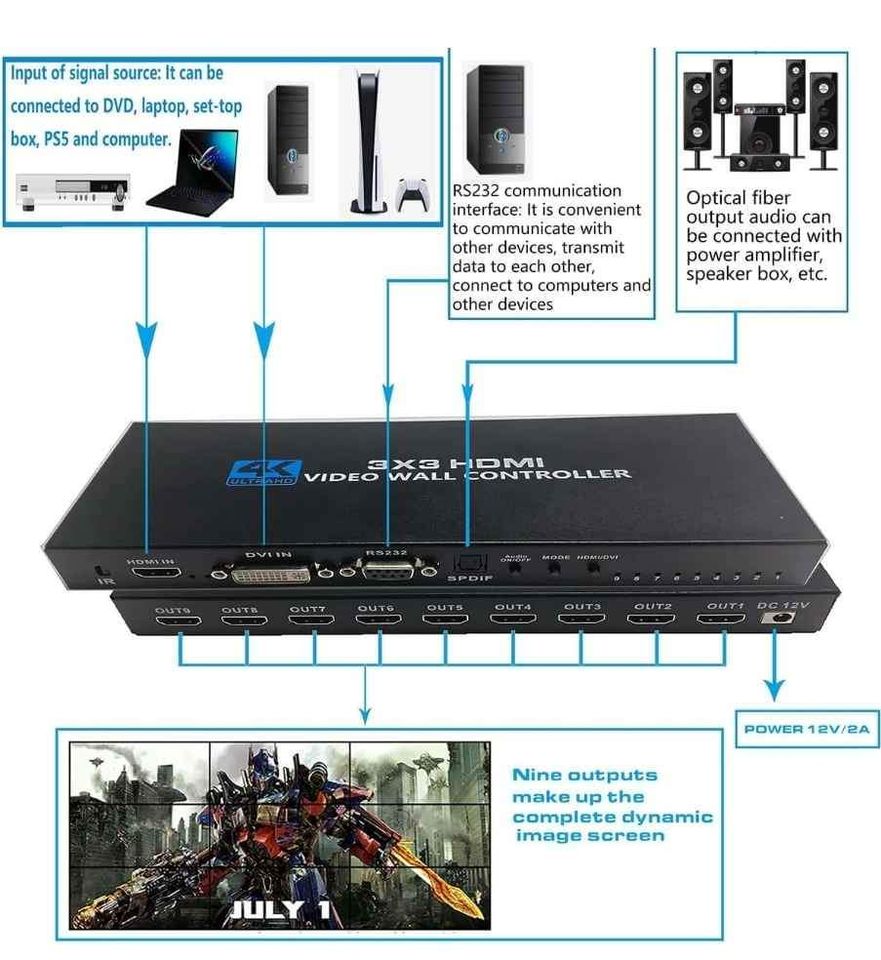 Input of signal source: It can be
connected to DVD, laptop, set-top
box, PS5 and computer.
RS232 communication
interface: It is convenient
to communicate with
other devices, transmit
data to each other,
connect to computers and
other devices
Optical fiber
output audio can
be connected with
power amplifier,
speaker box, etc.
4K
ULTRAHD
3X3 HDMI
VIDEO WALL CONTROLLER
IR
HDMI IN
DVI IN
RS232
SPDIF
Audio
ON/OFF
MODE
HDMI/DVI
9 8 7 6 5 4 3 2 1
OUT9 OUT8 OUT7 OUT6 OUT5 OUT4 OUT3 OUT2 OUT1 DC 12V
POWER 12V/2A
Nine outputs
make up the
complete dynamic
image screen
JULY 1